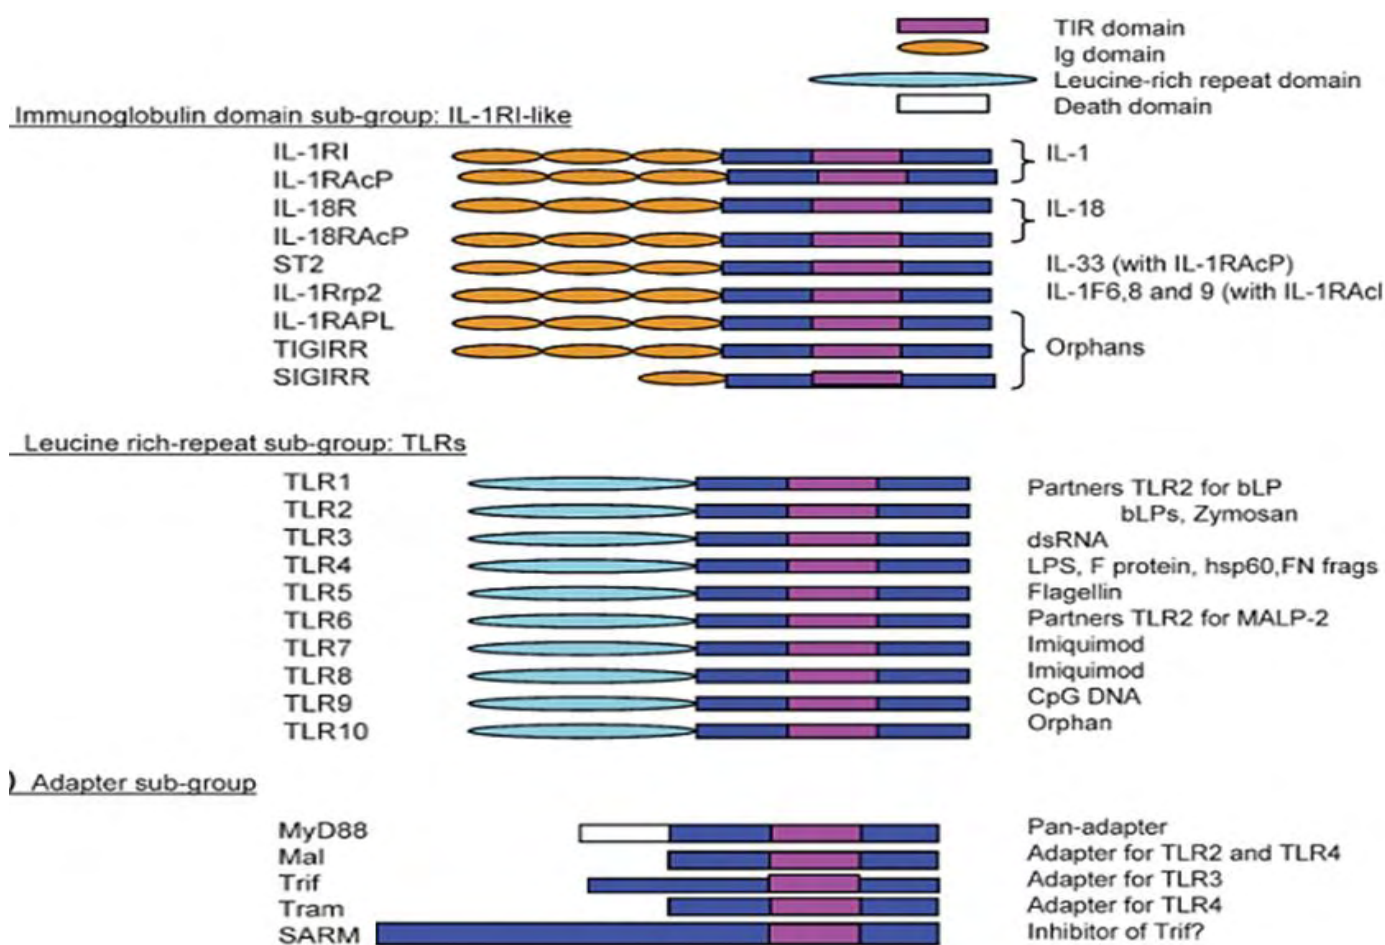 TIR domain
Ig domain
Leucine-rich repeat domain
Death domain
Immunoglobulin domain sub-group: IL-1RI-like
IL-1RI
IL-1RAcP
IL-1
IL-18R
IL-18RAcP
IL-18
ST2 IL-33 (with IL-1RAcP)
IL-1Rrp2 IL-1F6,8 and 9 (with IL-1RAcl
IL-1RAPL
TIGIRR
SIGIRR
Orphans
Leucine rich-repeat sub-group: TLRs
TLR1 Partners TLR2 for bLP
TLR2 bLPs, Zymosan
TLR3 dsRNA
TLR4 LPS, F protein, hsp60,FN frags
TLR5 Flagellin
TLR6 Partners TLR2 for MALP-2
TLR7 Imiquimod
TLR8 Imiquimod
TLR9 CpG DNA
TLR10 Orphan
) Adapter sub-group
MyD88 Pan-adapter
Mal Adapter for TLR2 and TLR4
Trif Adapter for TLR3
Tram Adapter for TLR4
SARM Inhibitor of Trif?